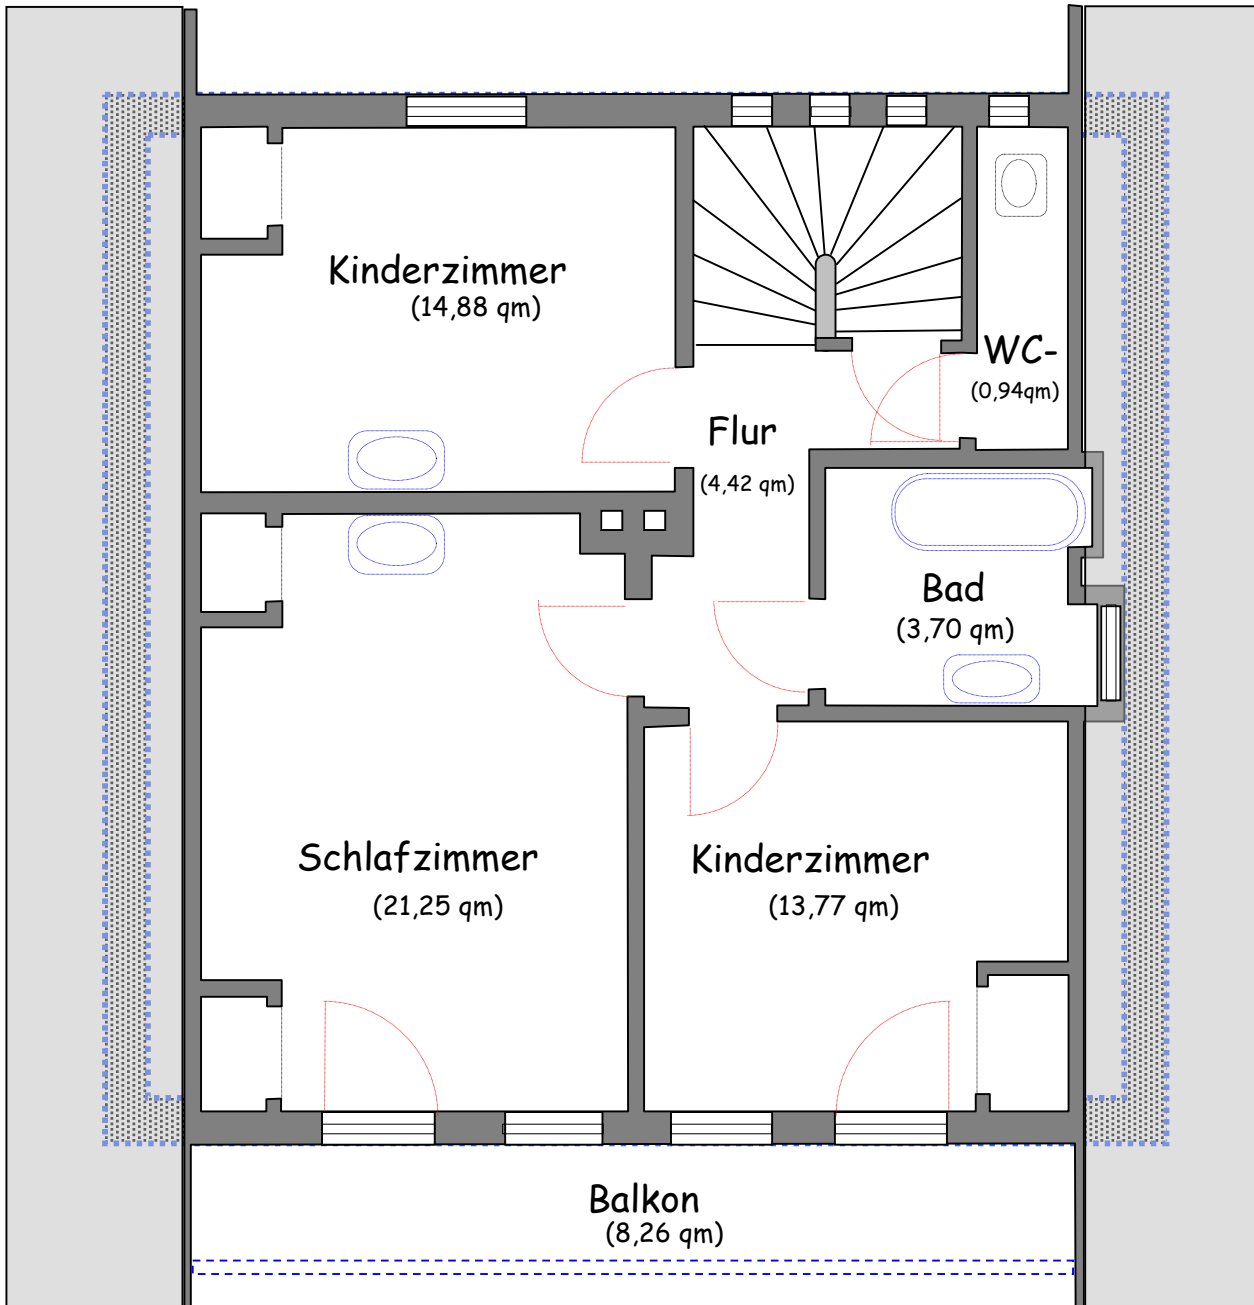 Kinderzimmer
(14,88 qm)
WC-
(0,94qm)
Flur
(4,42 qm)
Bad
(3,70 qm)
Schlafzimmer
(21,25 qm)
Kinderzimmer
(13,77 qm)
Balkon
(8,26 qm)